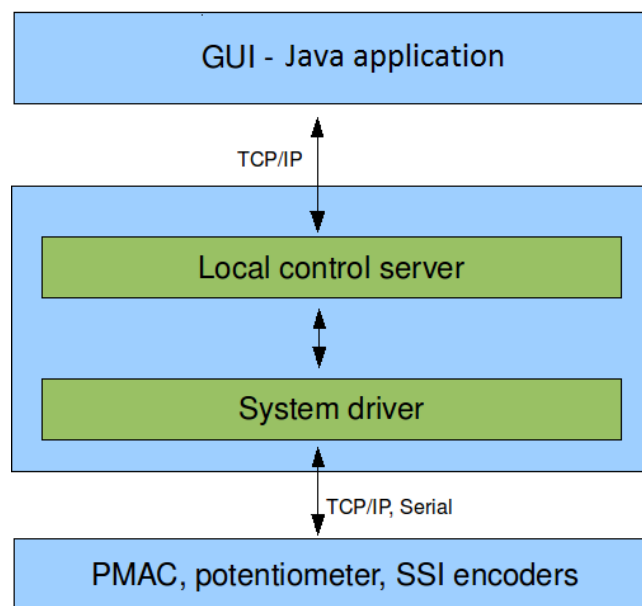 GUI - Java application
TCP/IP
Local control server
System driver
TCP/IP, Serial
PMAC, potentiometer, SSI encoders